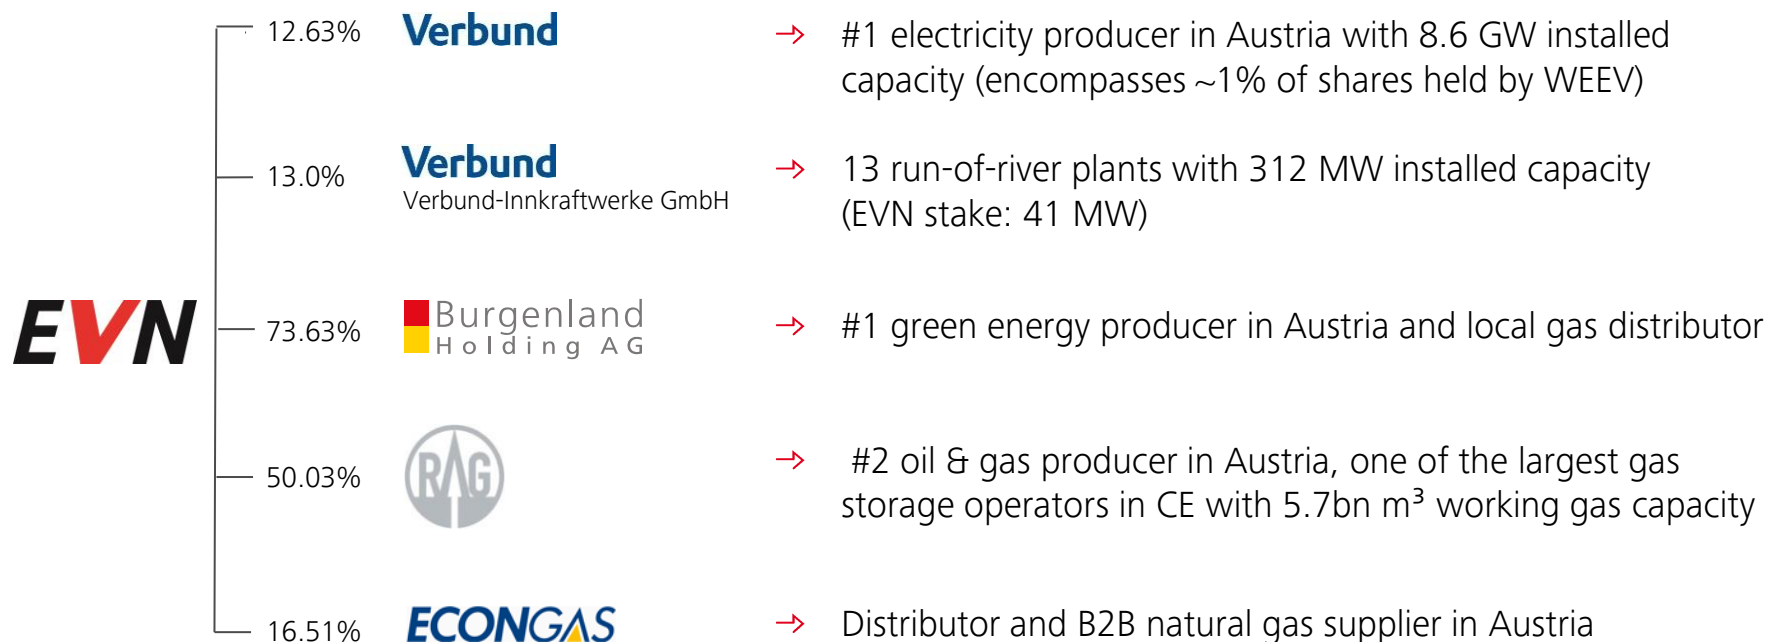 12.63% Verbund → #1 electricity producer in Austria with 8.6 GW installed
capacity (encompasses ~1% of shares held by WEEV)
13.0% Verbund → 13 run-of-river plants with 312 MW installed capacity
Verbund-Innkraftwerke GmbH (EVN stake: 41 MW)
EVN
73.63% Burgenland → #1 green energy producer in Austria and local gas distributor
Holding AG
50.03% RAG → #2 oil & gas producer in Austria, one of the largest gas
storage operators in CE with 5.7bn m³ working gas capacity
16.51% ECONGAS → Distributor and B2B natural gas supplier in Austria